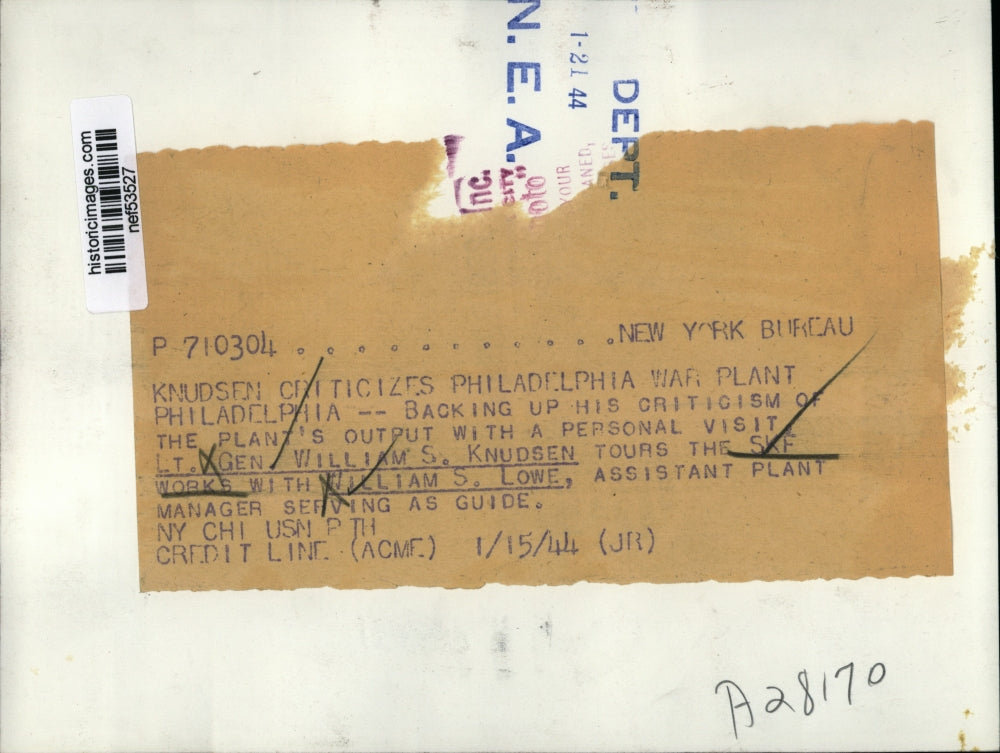 N. E. A.
1-21 44
DEPT.
Inc.
CITY"
YOUR
historicimages.com
nef53527
P 710304 . . . . . . . . . . . .NEW YORK BUREAU
KNUDSEN CRITICIZES PHILADELPHIA WAR PLANT
PHILADELPHIA -- BACKING UP HIS CRITICISM OF
THE PLANT'S OUTPUT WITH A PERSONAL VISIT,
LT. GEN. WILLIAM S. KNUDSEN TOURS THE SKF
WORKS WITH WILLIAM S. LOWE, ASSISTANT PLANT
MANAGER SERVING AS GUIDE.
NY CHI USN P TH
CREDIT LINE (ACME) 1/15/44 (JR)
A28170